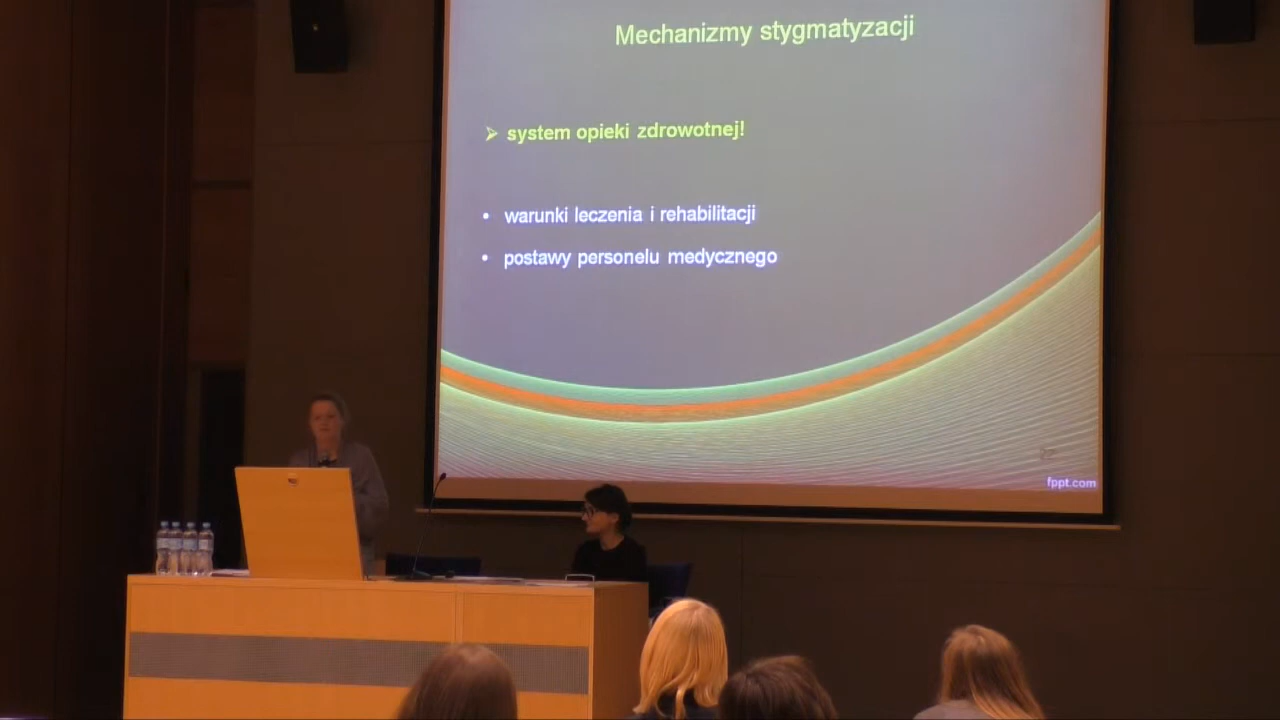 Mechanizmy stygmatyzacji
➢ system opieki zdrowotnej!
• warunki leczenia i rehabilitacji
• postawy personelu medycznego
fppt.com